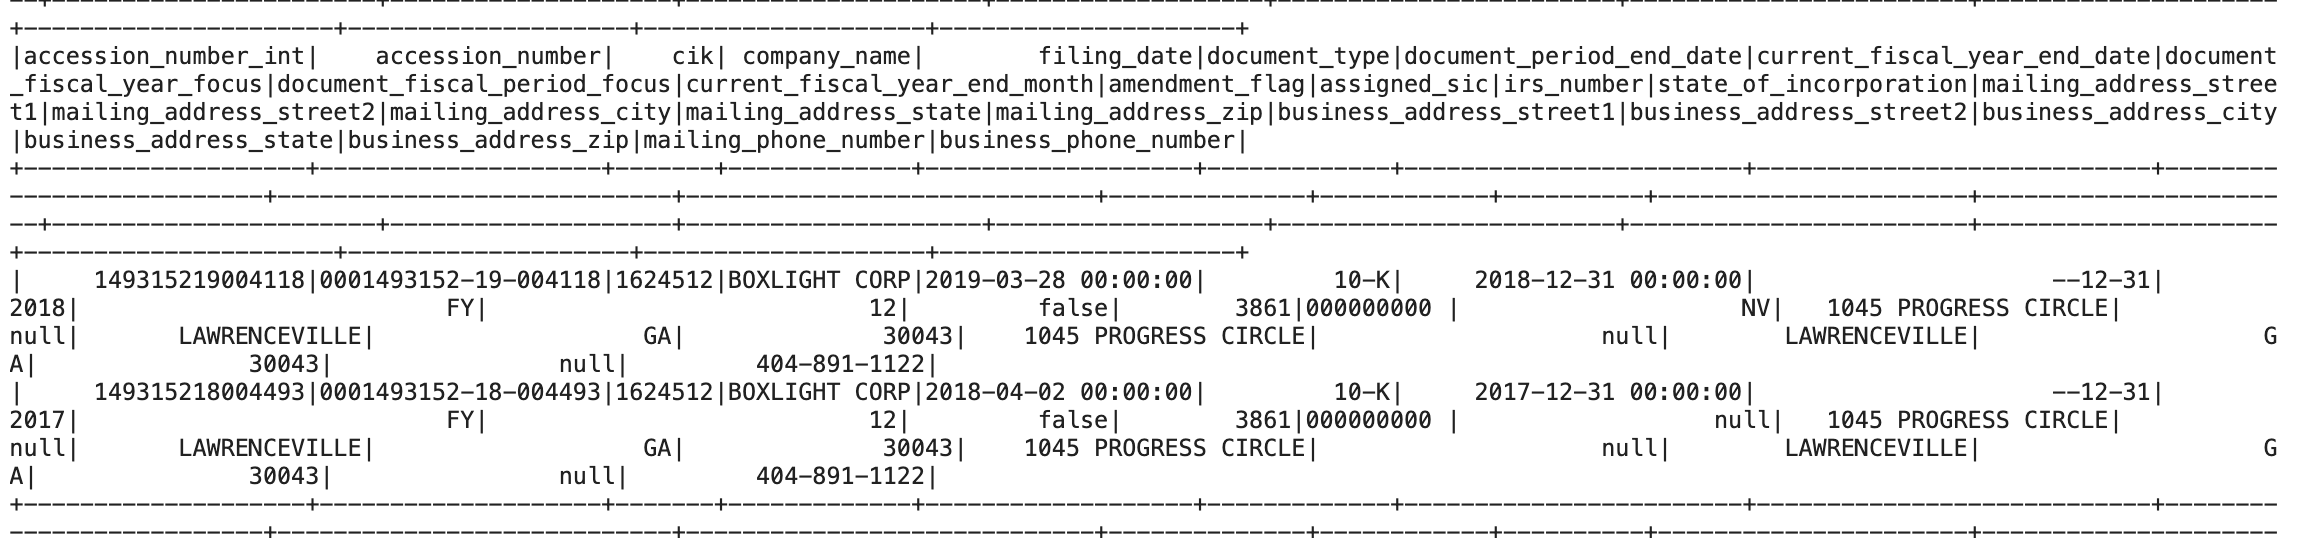 |accession_number_int|    accession_number|    cik| company_name|        filing_date|document_type|document_period_end_date|current_fiscal_year_end_date|document
_fiscal_year_focus|document_fiscal_period_focus|current_fiscal_year_end_month|amendment_flag|assigned_sic|irs_number|state_of_incorporation|mailing_address_stree
t1|mailing_address_street2|mailing_address_city|mailing_address_state|mailing_address_zip|business_address_street1|business_address_street2|business_address_city
|business_address_state|business_address_zip|mailing_phone_number|business_phone_number|
|     149315219004118|0001493152-19-004118|1624512|BOXLIGHT CORP|2019-03-28 00:00:00|         10-K|     2018-12-31 00:00:00|                     --12-31|
2018|                          FY|                           12|         false|        3861|000000000 |                    NV|   1045 PROGRESS CIRCLE|
null|       LAWRENCEVILLE|                   GA|              30043|    1045 PROGRESS CIRCLE|                    null|        LAWRENCEVILLE|                    G
A|                30043|                null|         404-891-1122|
|     149315218004493|0001493152-18-004493|1624512|BOXLIGHT CORP|2018-04-02 00:00:00|         10-K|     2017-12-31 00:00:00|                     --12-31|
2017|                          FY|                           12|         false|        3861|000000000 |                  null|   1045 PROGRESS CIRCLE|
null|       LAWRENCEVILLE|                   GA|              30043|    1045 PROGRESS CIRCLE|                    null|        LAWRENCEVILLE|                    G
A|                30043|                null|         404-891-1122|